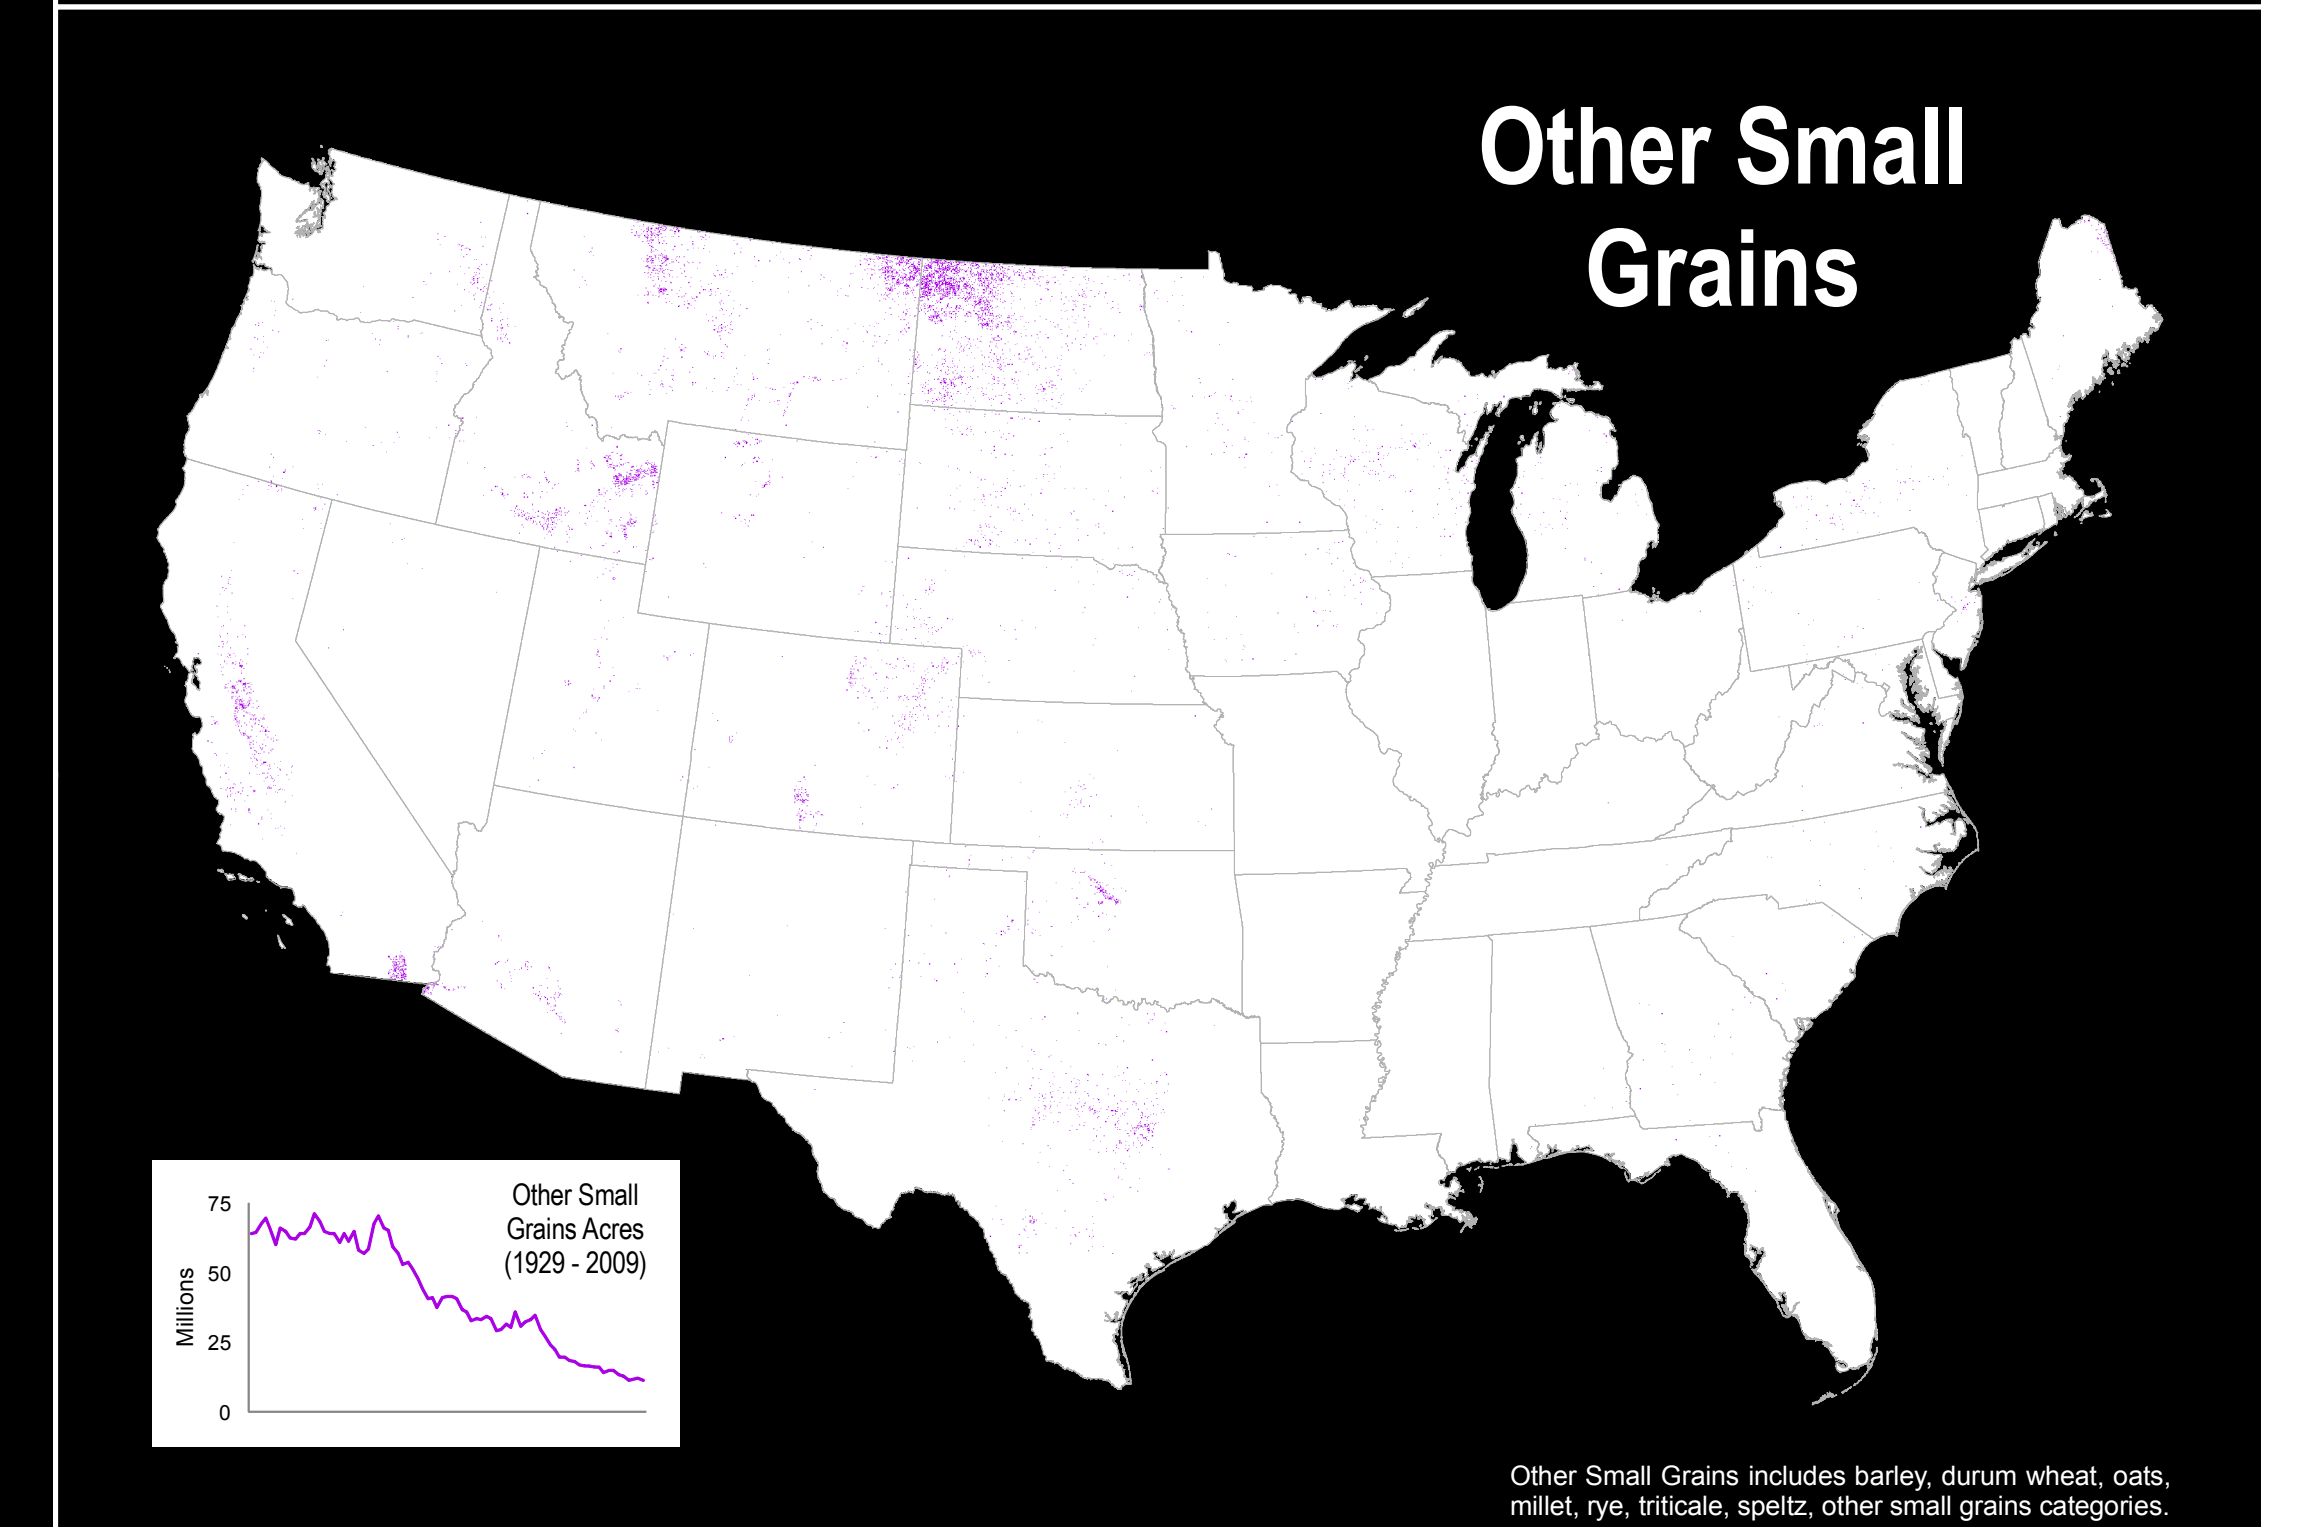 Other Small
Grains
Other Small
Grains Acres
(1929 - 2009)
Millions
75
50
25
0
Other Small Grains includes barley, durum wheat, oats,
millet, rye, triticale, speltz, other small grains categories.